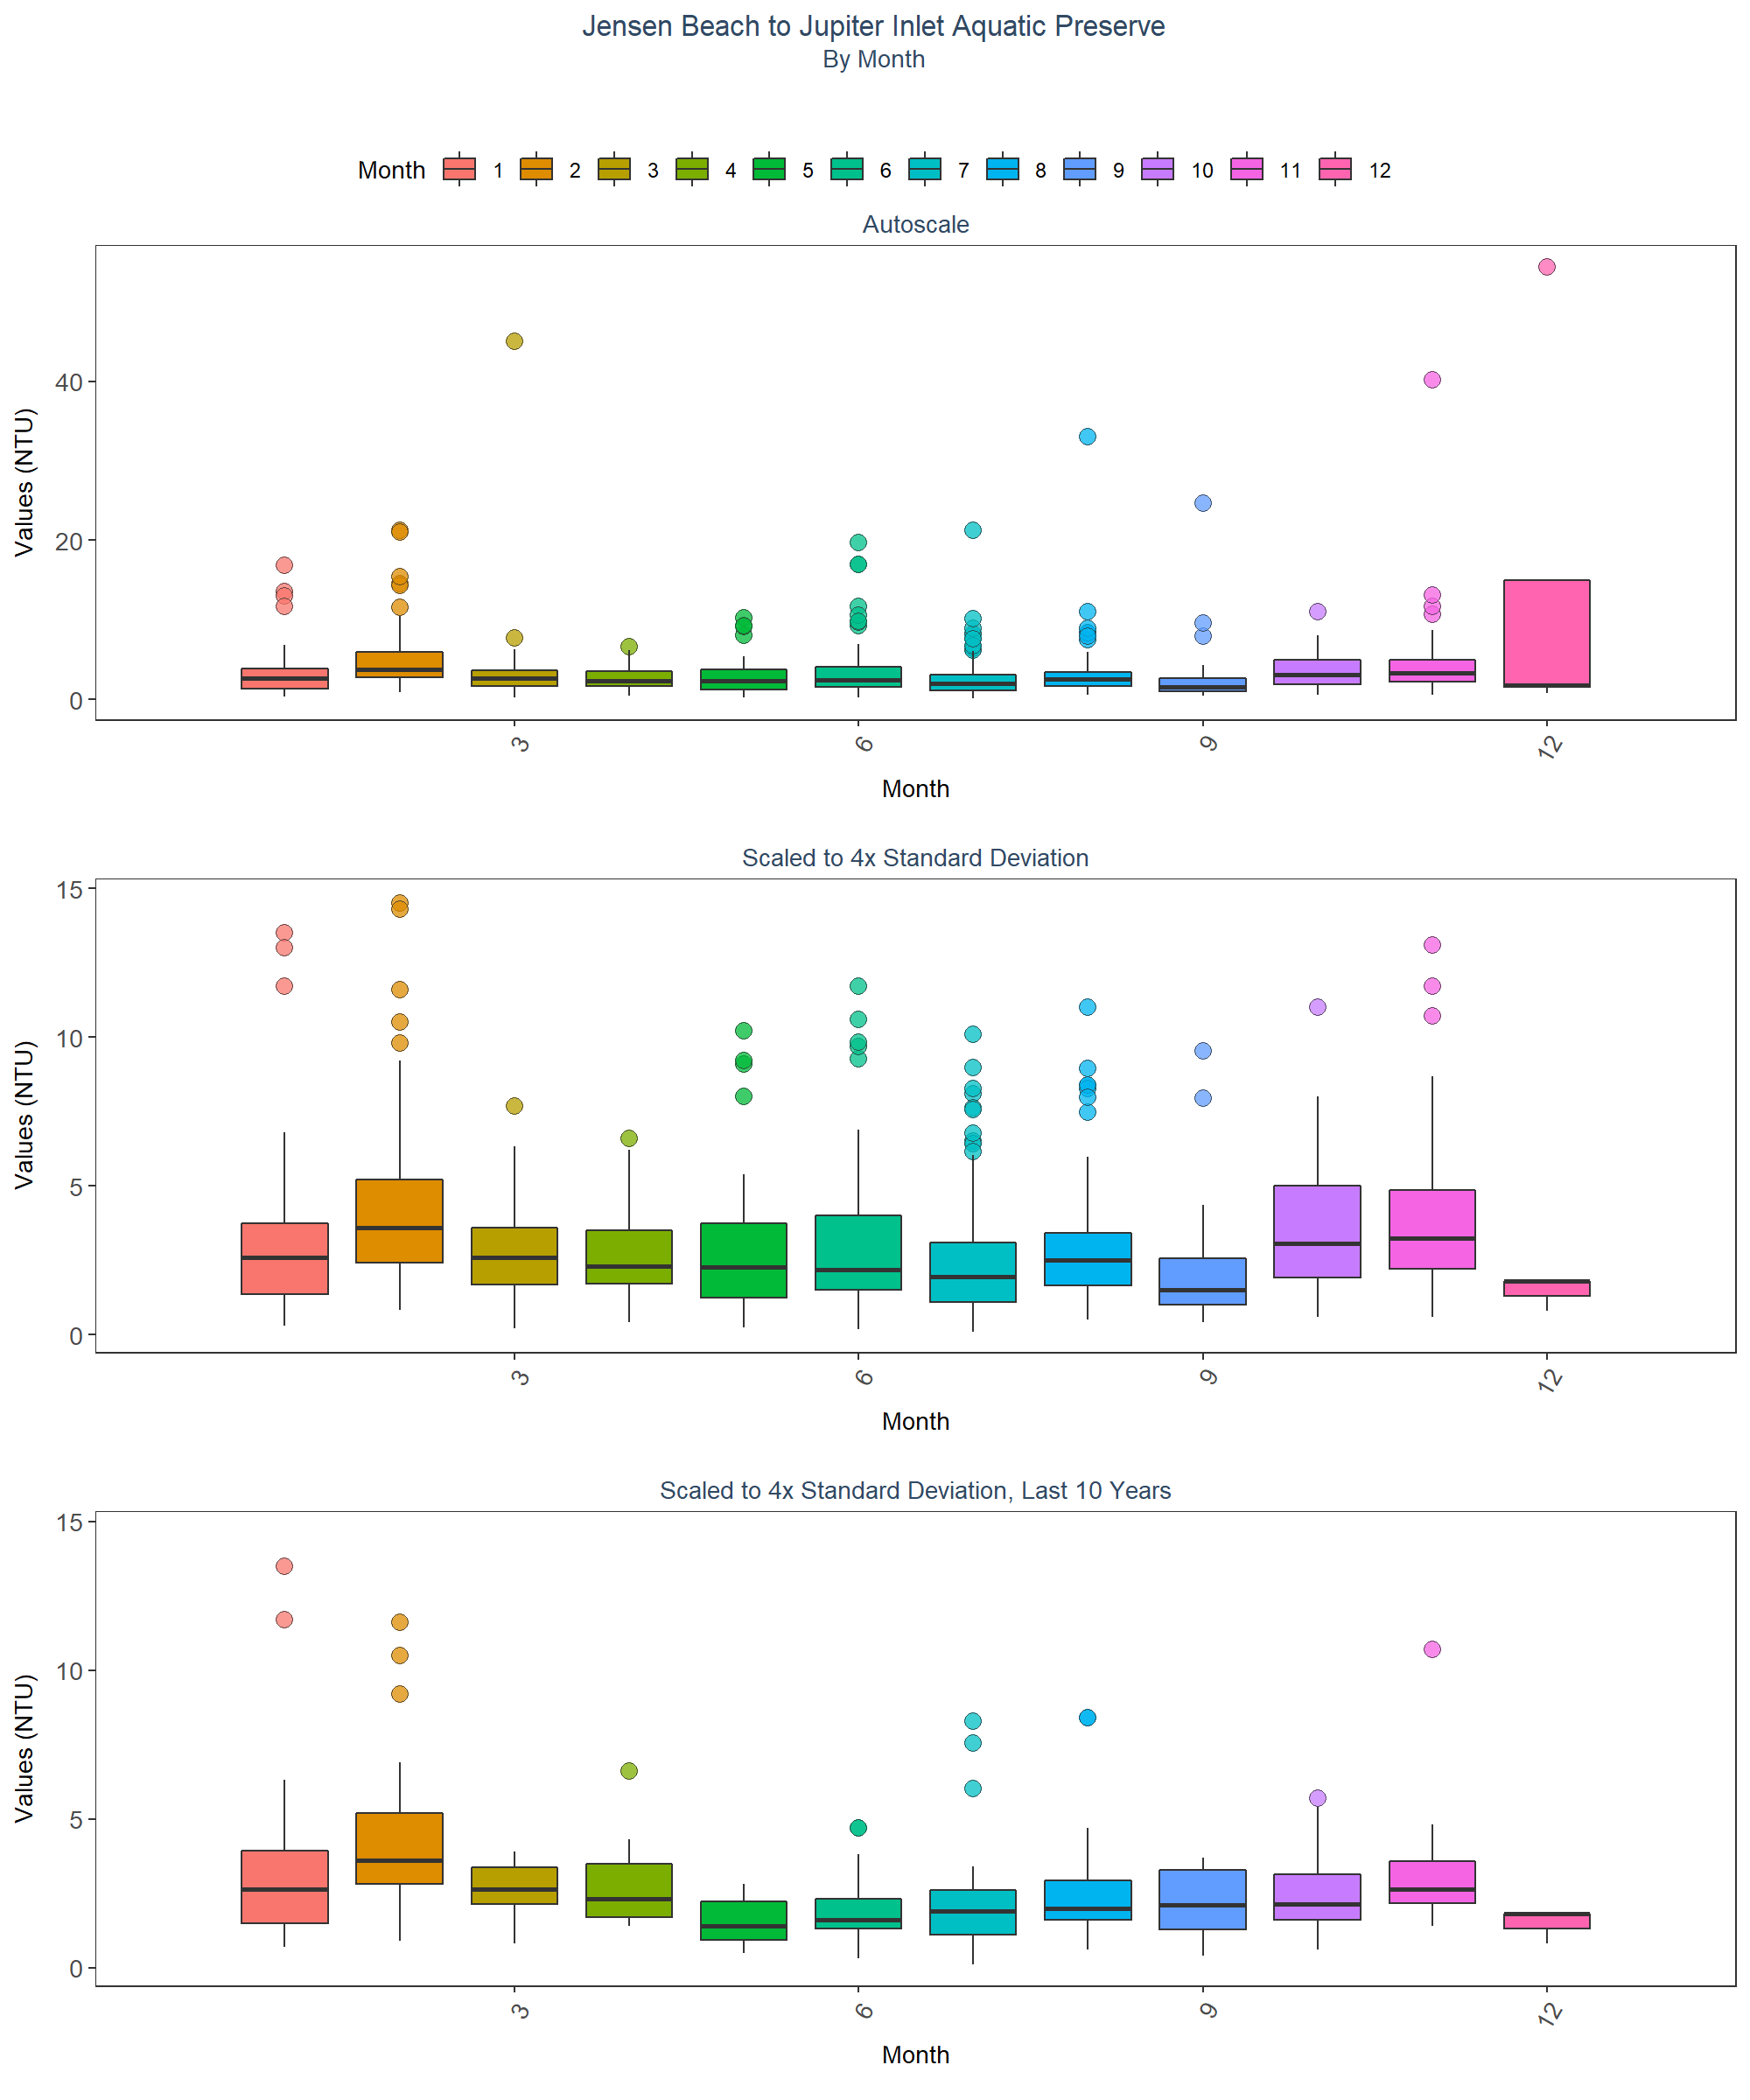 Jensen Beach to Jupiter Inlet Aquatic Preserve
By Month
Month 1 2 3 4 5 6 7 8 9 10 11 12
Autoscale
Values (NTU)
40
20
0
3 6 9 12
Month
Scaled to 4x Standard Deviation
Values (NTU)
15
10
5
0
3 6 9 12
Month
Scaled to 4x Standard Deviation, Last 10 Years
Values (NTU)
15
10
5
0
3 6 9 12
Month